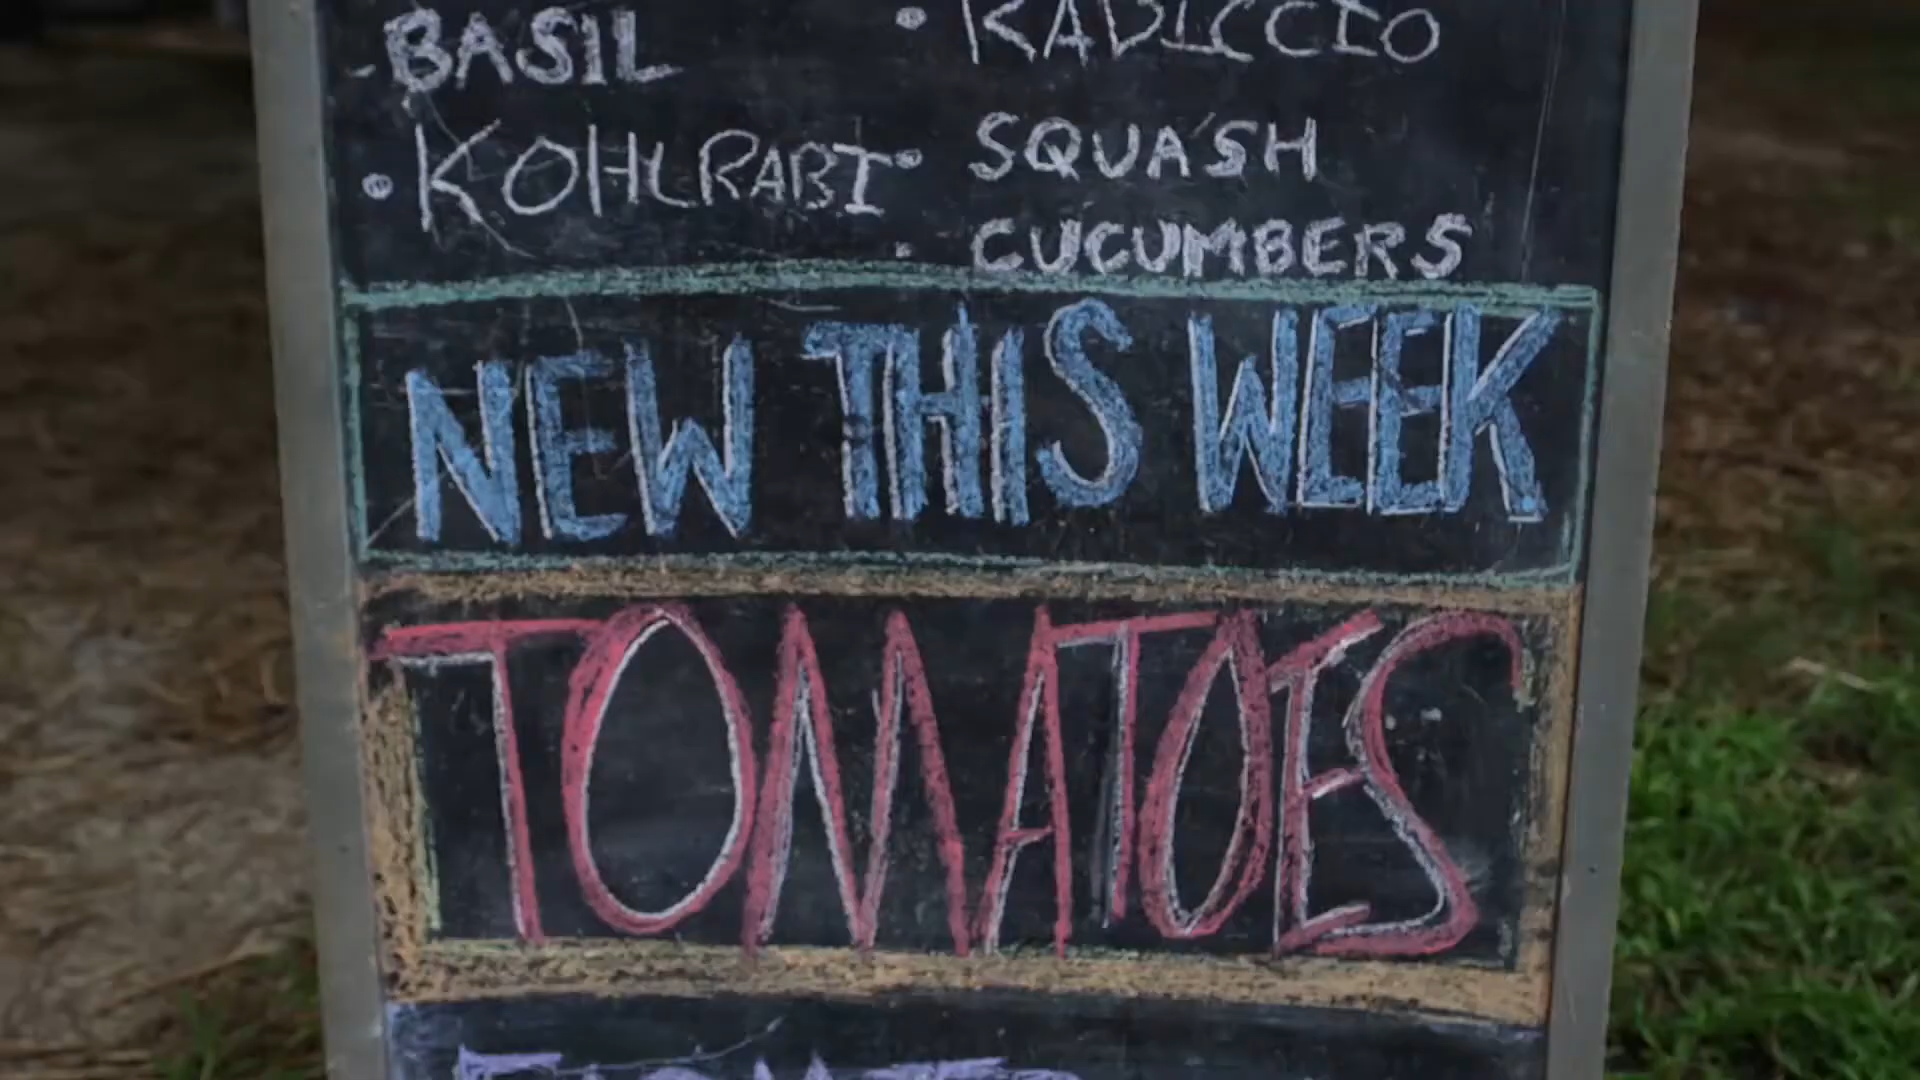 BASIL
• RADICCIO
• KOHLRABI
• SQUASH
• CUCUMBERS
NEW THIS WEEK
TOMATOES